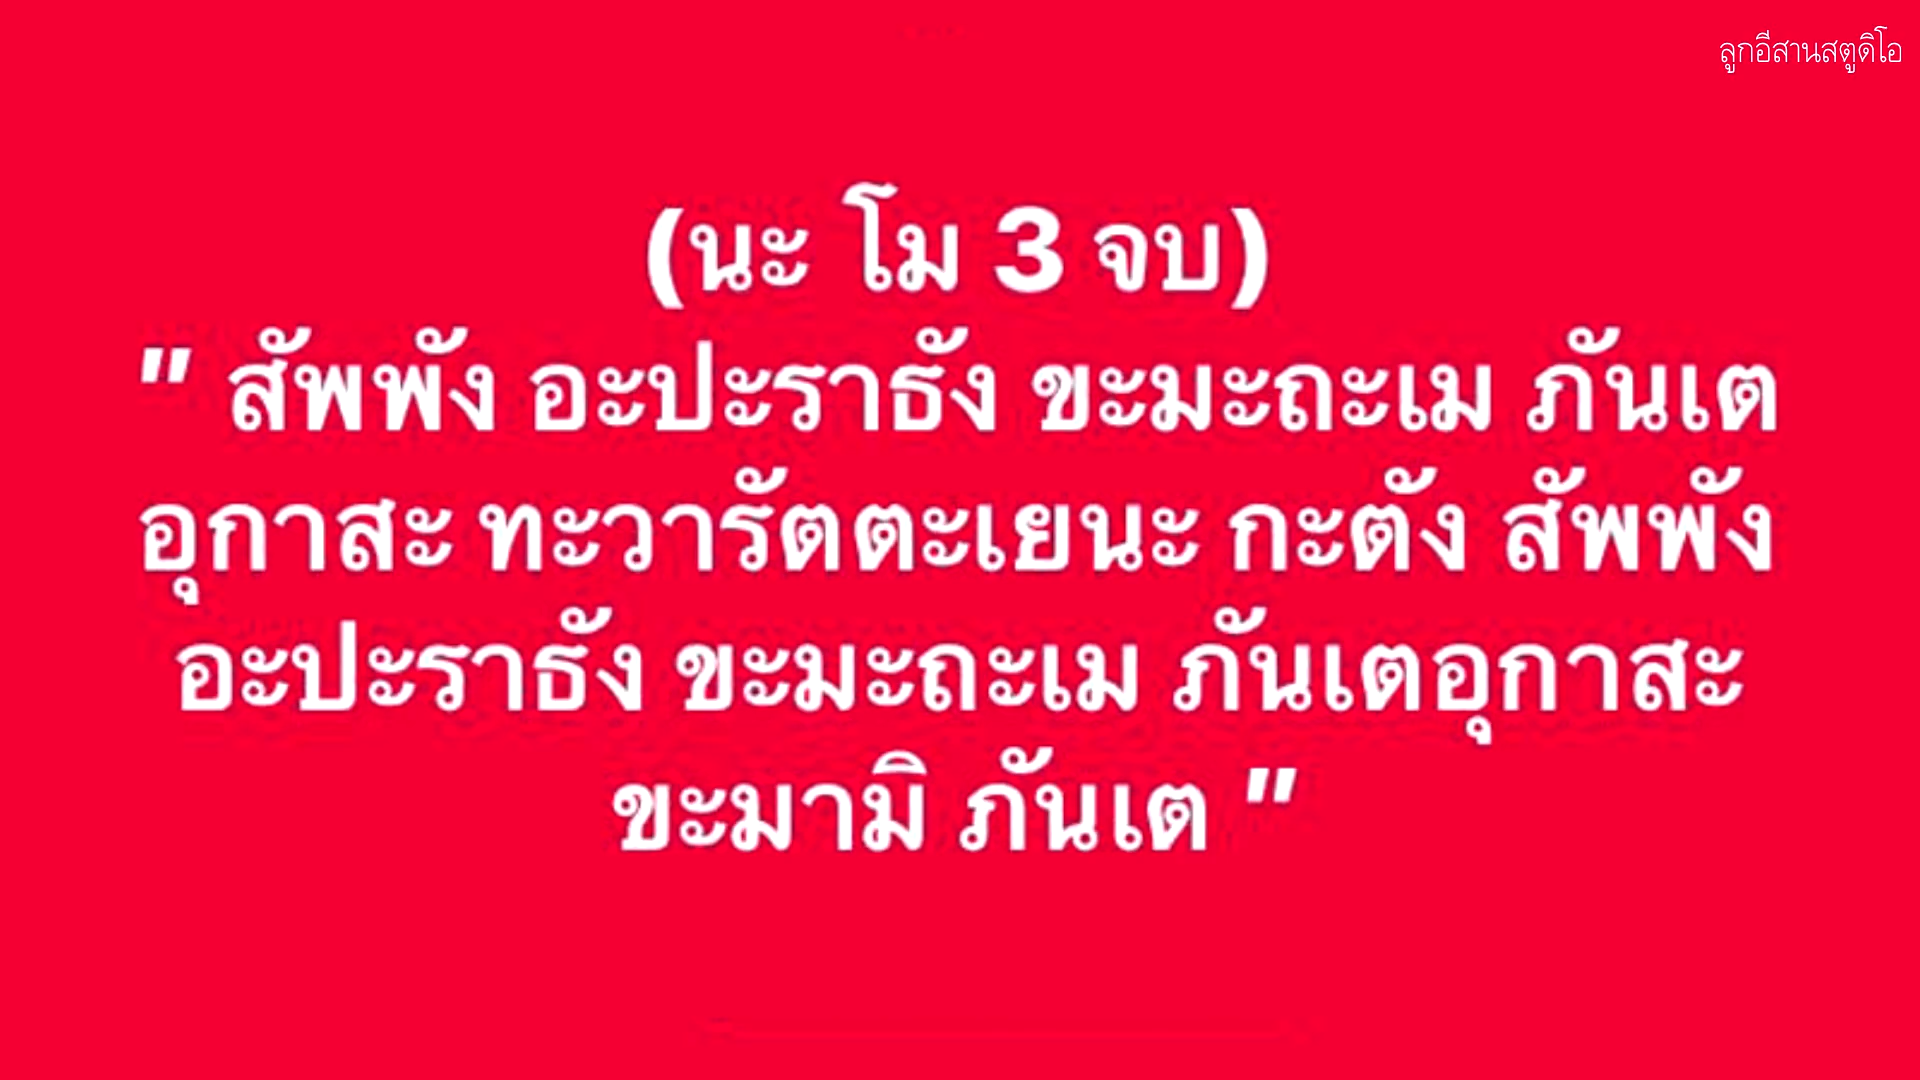 ลูกอีสานสตูดิโอ
(นะ โม 3 จบ)
" สัพพัง อะปะราธัง ขะมะถะเม ภันเต
อุกาสะ ทะวารัตตะเยนะ กะตัง สัพพัง
อะปะราธัง ขะมะถะเม ภันเตอุกาสะ
ขะมามิ ภันเต "